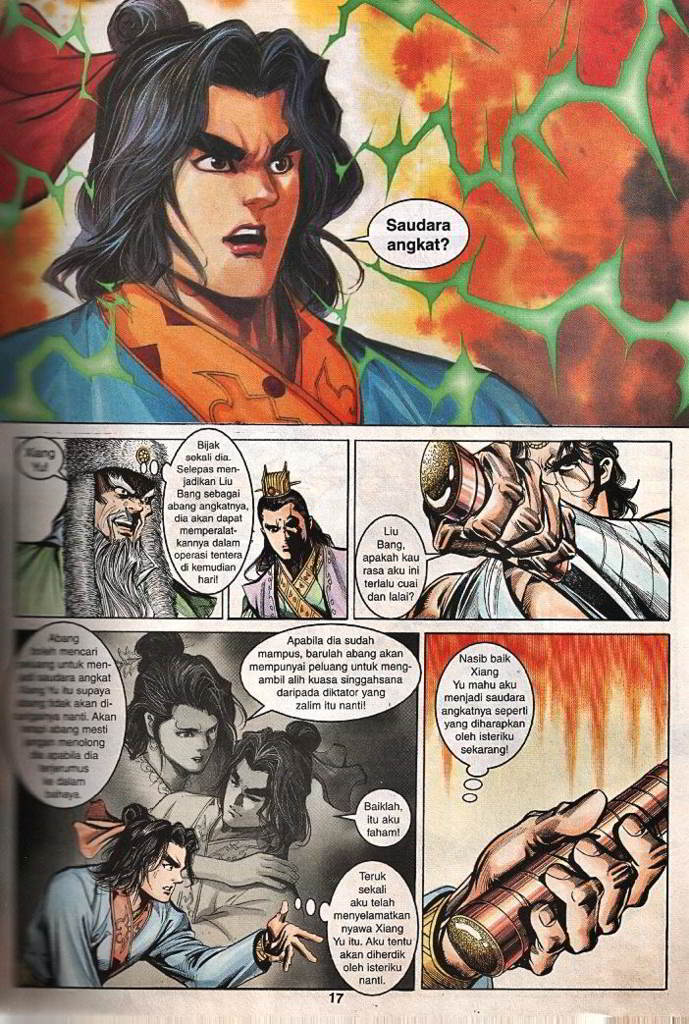 Saudara
angkat?
Xiang
Yu!
Bijak
sekali dia.
Selepas men-
jadikan Liu
Bang sebagai
abang angkatnya,
dia akan dapat
memperalat-
kannya dalam
operasi tentera
di kemudian
hari!
Liu
Bang,
apakah kau
rasa aku ini
terlalu cuai
dan lalai?
Abang
boleh mencari
peluang untuk men-
saudara angkat
Xiang Yu itu supaya
tidak akan di-
nanti. Akan
tetapi abang mesti
jangan menolong
dia apabila dia
terjerumus
ke dalam
bahaya.
Apabila dia sudah
mampus, barulah abang akan
mempunyai peluang untuk meng-
ambil alih kuasa singgahsana
daripada diktator yang
zalim itu nanti!
Baiklah,
itu aku
faham!
Teruk
sekali
aku telah
menyelamatkan
nyawa Xiang
Yu itu. Aku tentu
akan diherdik
oleh isteriku
nanti.
Nasib baik
Xiang
Yu mahu aku
menjadi saudara
angkatnya seperti
yang diharapkan
oleh isteriku
sekarang!
17